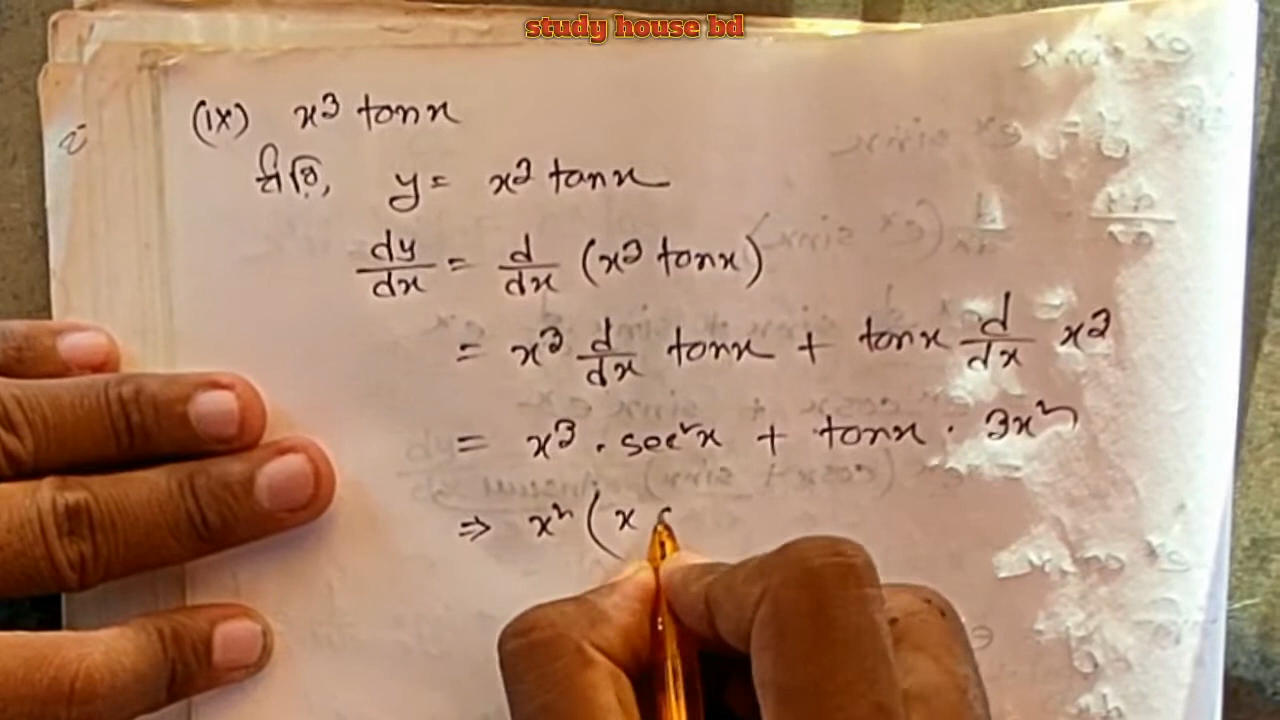 study house bd
(ix) x³ tanx
ধরি, y = x³ tanx
dy/dx = d/dx (x³ tanx)
= x³ d/dx tanx + tanx d/dx x³
= x³ . sec²x + tanx . 3x²
⇒ x² ( x